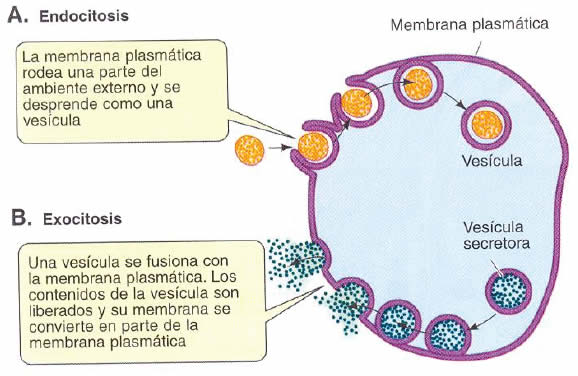 A. Endocitosis
La membrana plasmática
rodea una parte del
ambiente externo y se
desprende como una
vesícula
Membrana plasmática
Vesícula
B. Exocitosis
Una vesícula se fusiona con
la membrana plasmática. Los
contenidos de la vesícula son
liberados y su membrana se
convierte en parte de la
membrana plasmática
Vesícula
secretora